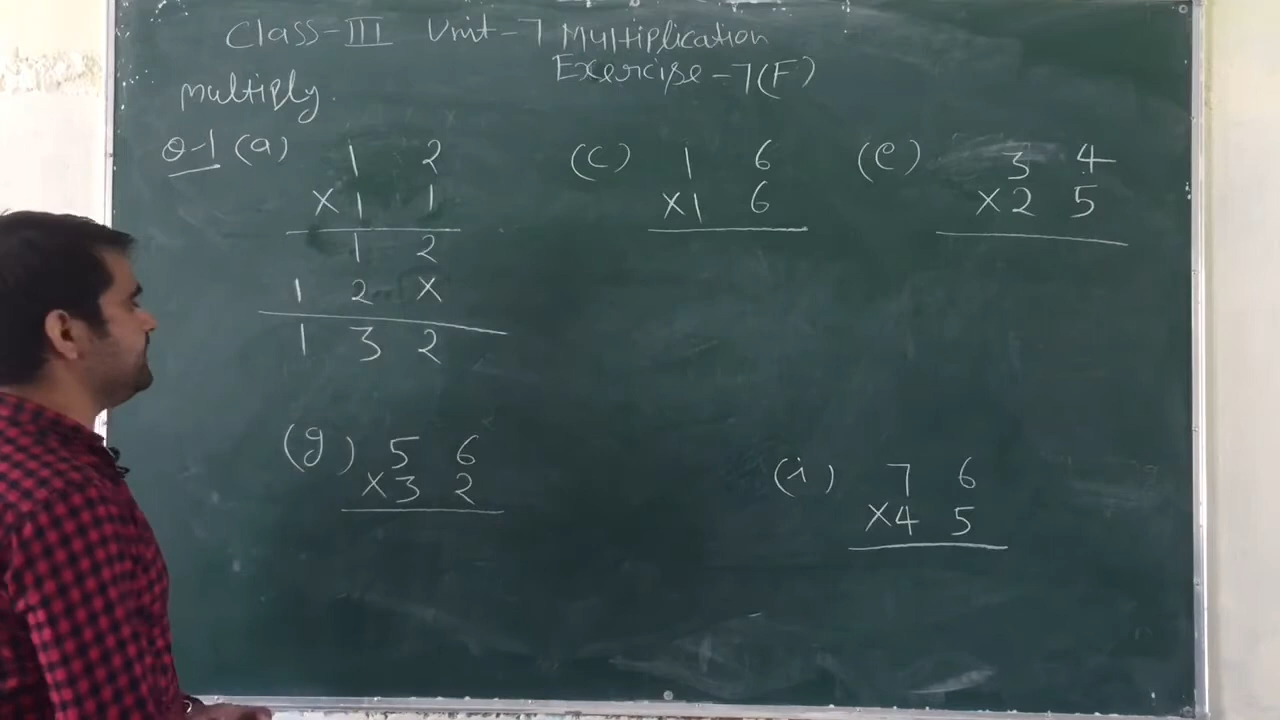 Class-III Unit-7 Multiplication
Exercise-7(F)
multiply.
Q-1 (a) 1 2
X 1 1
1 2
1 2 X
1 3 2
(c) 1 6
X 1 6
(e) 3 4
X 2 5
(g) 5 6
X 3 2
(i) 7 6
X 4 5